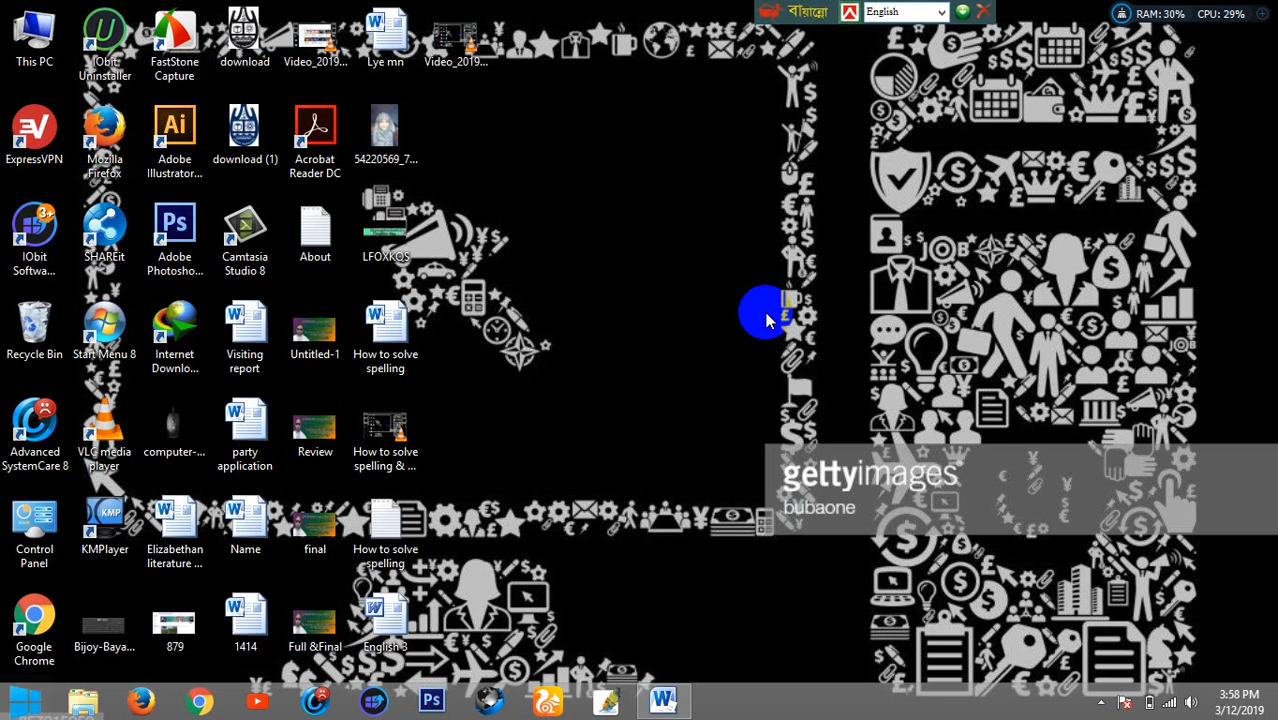 বায়ান্নো
English
RAM: 30%
CPU: 29%
This PC
IObit
Uninstaller
FastStone
Capture
download
Video_2019...
Lye mn
Video_2019...
ExpressVPN
Mozilla
Firefox
Adobe
Illustrator...
download (1)
Acrobat
Reader DC
54220569_7...
IObit
Softwa...
SHAREit
Adobe
Photosho...
Camtasia
Studio 8
About
LFOXKQS
Recycle Bin
Start Menu 8
Internet
Downlo...
Visiting
report
Untitled-1
How to solve
spelling
Advanced
SystemCare 8
VLC media
player
computer-...
party
application
Review
How to solve
spelling & ...
Control
Panel
KMPlayer
Elizabethan
literature ...
Name
final
How to solve
spelling
Google
Chrome
Bijoy-Baya...
879
1414
Full &Final
English 3
gettyimages
bubaone
3:58 PM
3/12/2019